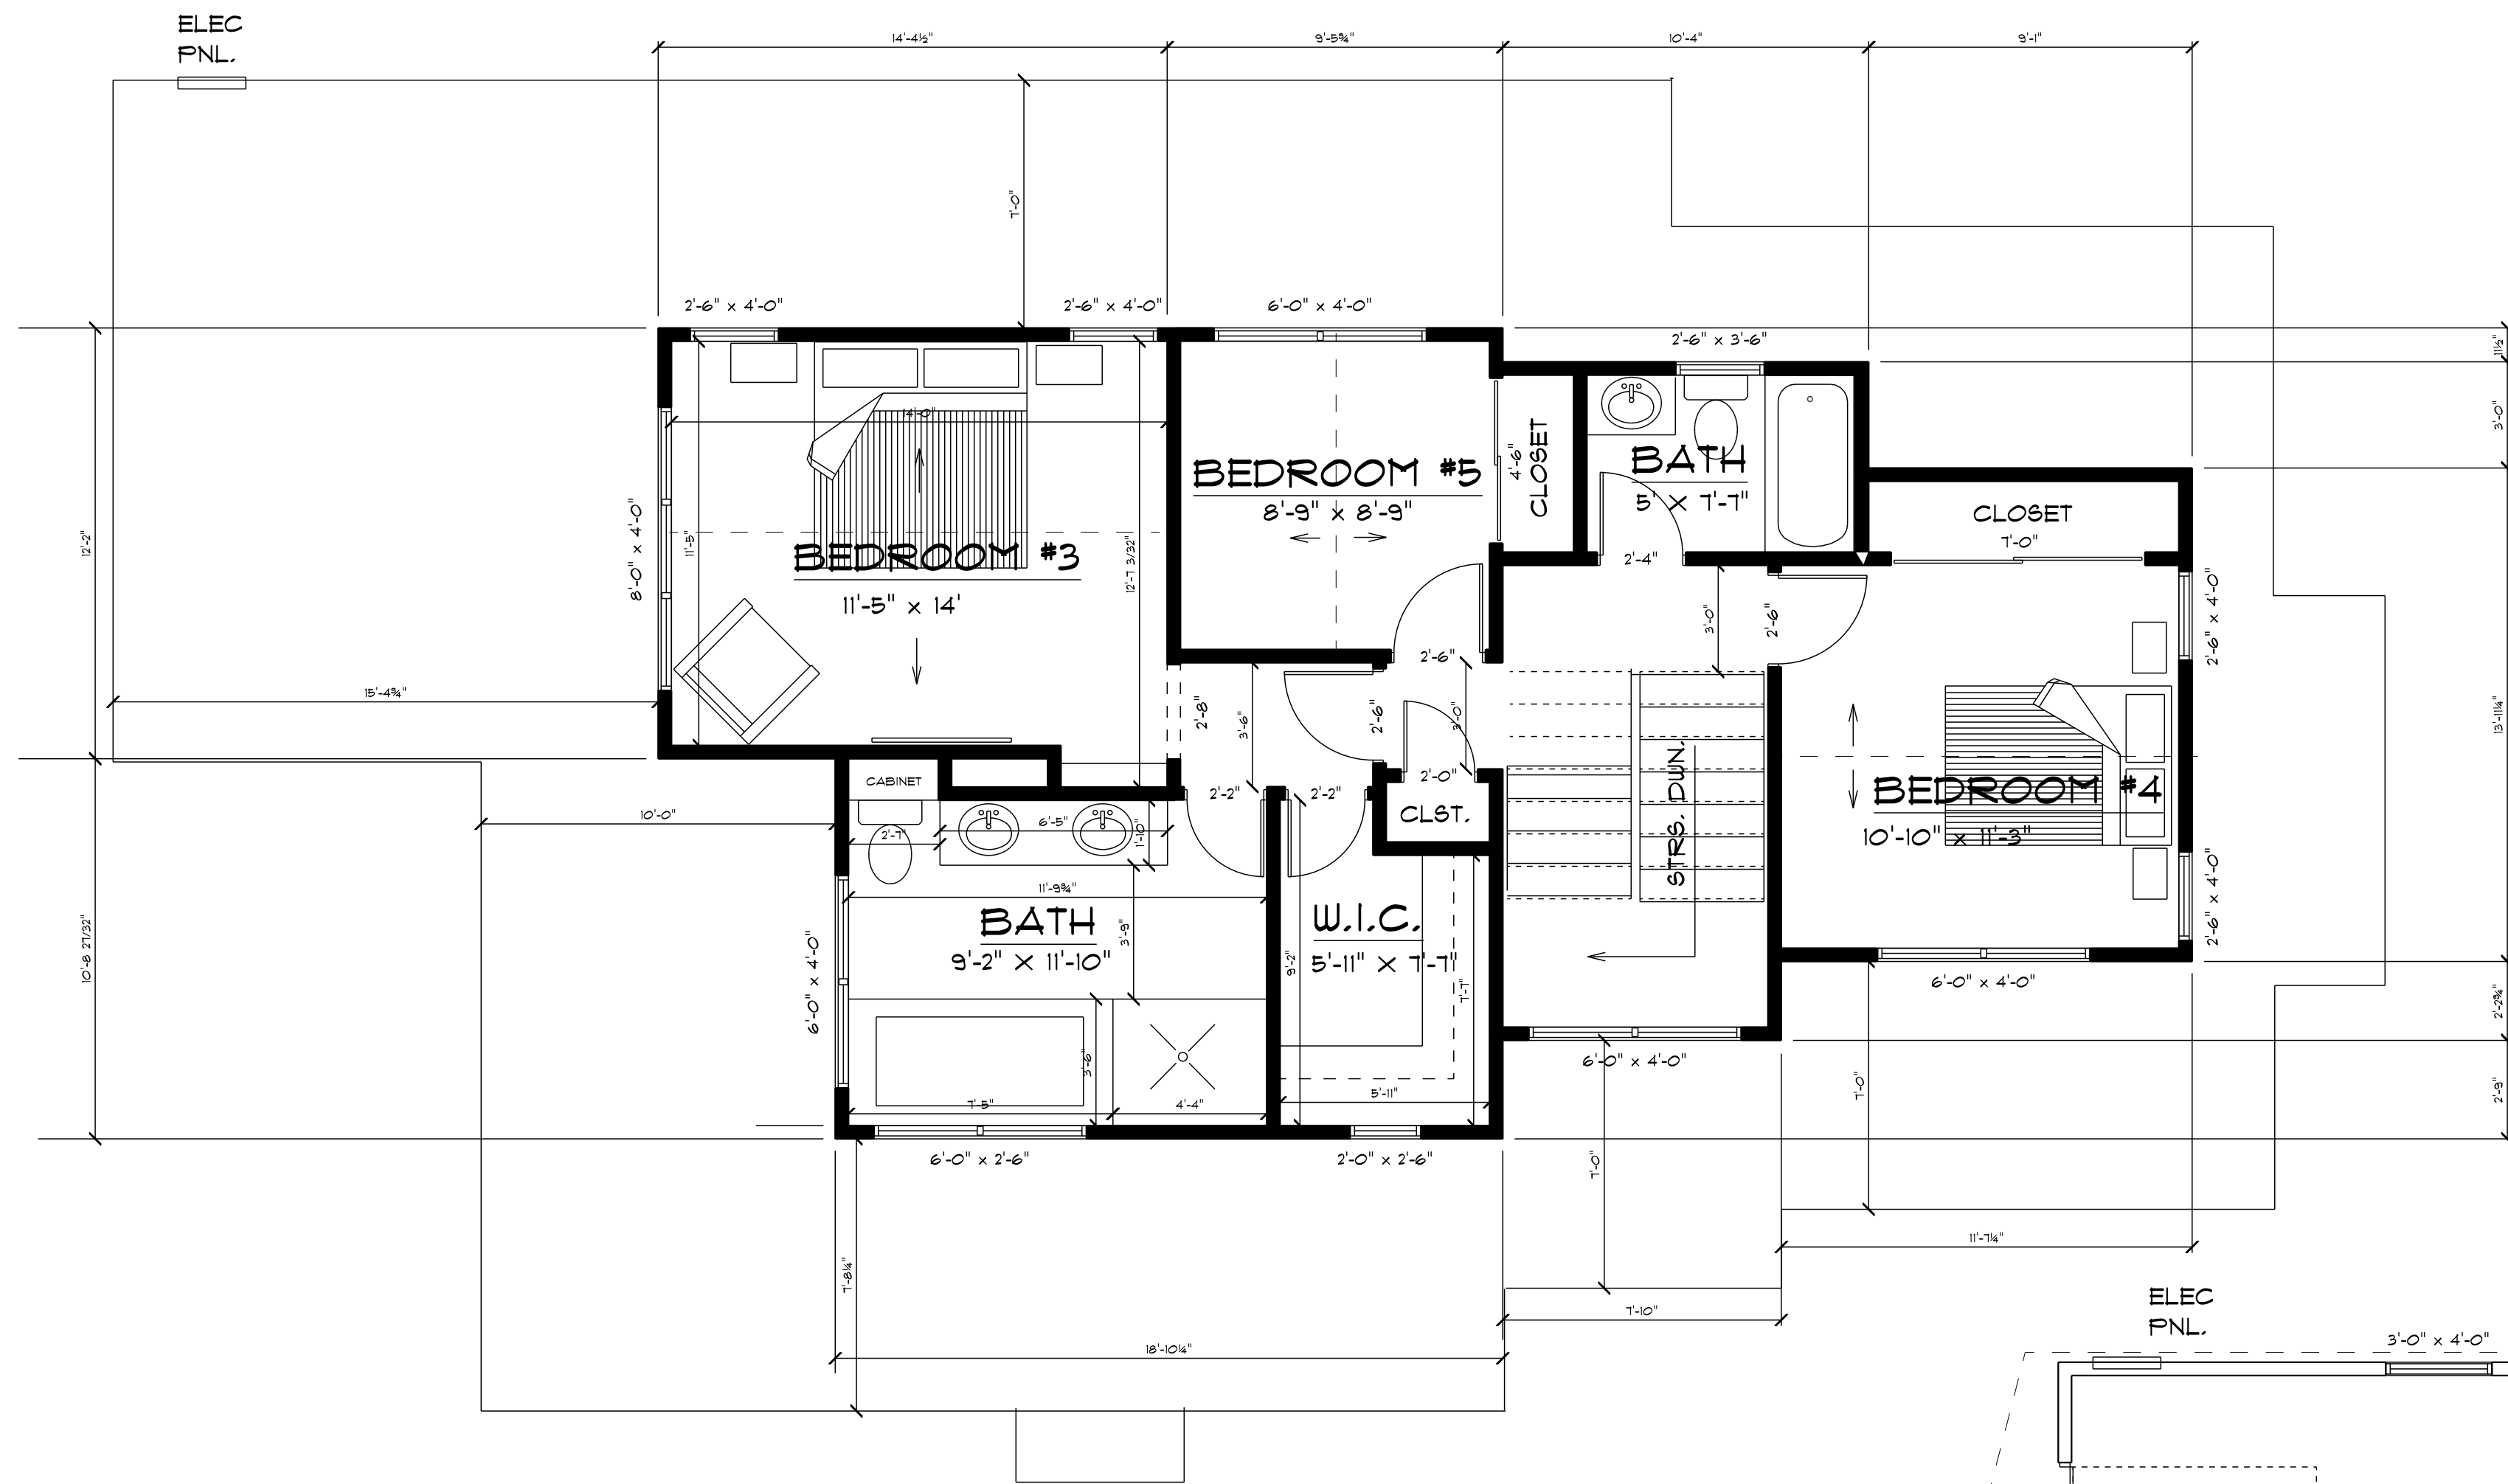 ELEC
PNL.
14'-4½"
9'-5¾"
10'-4"
9'-1"
7'-0"
2'-6" x 4'-0"
2'-6" x 4'-0"
6'-0" x 4'-0"
2'-6" x 3'-6"
11½"
3'-0"
14'-0"
12'-2"
8'-0" x 4'-0"
11'-5"
12'-7 3/32"
BEDROOM #3
11'-5" x 14'
BEDROOM #5
8'-9" x 8'-9"
4'-6"
CLOSET
BATH
5' X 7'-7"
2'-4"
CLOSET
7'-0"
3'-0"
2'-6"
2'-6" x 4'-0"
2'-6"
15'-4¾"
2'-8"
3'-6"
2'-6"
3'-0"
13'-11¼"
2'-0"
STRS. DWN.
BEDROOM #4
10'-10" x 11'-3"
CABINET
2'-2"
2'-2"
CLST.
10'-0"
2'-7"
6'-5"
1'-10"
11'-9¾"
BATH
9'-2" X 11'-10"
3'-9"
W.I.C.
5'-11" X 7'-7"
9'-2"
7'-7"
2'-6" x 4'-0"
10'-8 27/32"
6'-0" x 4'-0"
6'-0" x 4'-0"
2'-2¾"
3'-6"
7'-5"
4'-4"
5'-11"
6'-0" x 4'-0"
7'-0"
2'-9"
6'-0" x 2'-6"
2'-0" x 2'-6"
7'-0"
11'-7¼"
7'-8¼"
7'-10"
18'-10¼"
ELEC
PNL.
3'-0" x 4'-0"